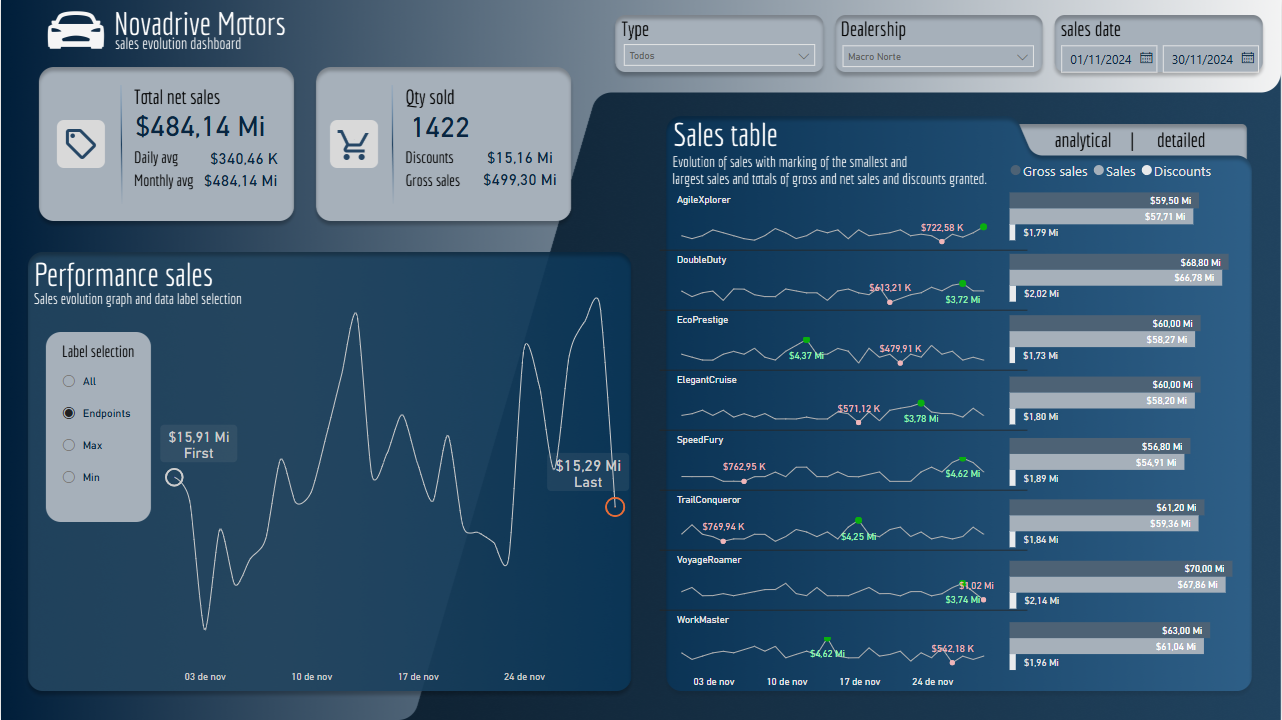 Novadrive Motors
sales evolution dashboard
Type
Todos
Dealership
Macro Norte
sales date
01/11/2024
30/11/2024
Total net sales
$484,14 Mi
Daily avg $340,46 K
Monthly avg $484,14 Mi
Qty sold
1422
Discounts $15,16 Mi
Gross sales $499,30 Mi
Performance sales
Sales evolution graph and data label selection
Label selection
All
Endpoints
Max
Min
$15,91 Mi
First
$15,29 Mi
Last
03 de nov
10 de nov
17 de nov
24 de nov
Sales table
Evolution of sales with marking of the smallest and
largest sales and totals of gross and net sales and discounts granted.
analytical | detailed
Gross sales Sales Discounts
AgileXplorer
$722,58 K
$59,50 Mi
$57,71 Mi
$1,79 Mi
DoubleDuty
$613,21 K
$3,72 Mi
$68,80 Mi
$66,78 Mi
$2,02 Mi
EcoPrestige
$4,37 Mi
$479,91 K
$60,00 Mi
$58,27 Mi
$1,73 Mi
ElegantCruise
$571,12 K
$3,78 Mi
$60,00 Mi
$58,20 Mi
$1,80 Mi
SpeedFury
$762,95 K
$4,62 Mi
$56,80 Mi
$54,91 Mi
$1,89 Mi
TrailConqueror
$769,94 K
$4,25 Mi
$61,20 Mi
$59,36 Mi
$1,84 Mi
VoyageRoamer
$1,02 Mi
$3,74 Mi
$70,00 Mi
$67,86 Mi
$2,14 Mi
WorkMaster
$4,62 Mi
$542,18 K
$63,00 Mi
$61,04 Mi
$1,96 Mi
03 de nov
10 de nov
17 de nov
24 de nov